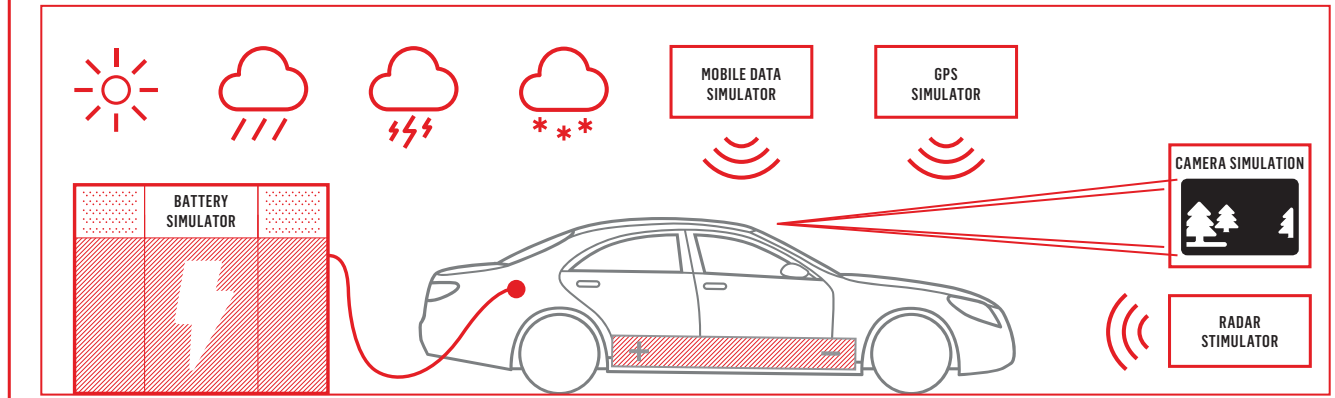 MOBILE DATA
SIMULATOR
GPS
SIMULATOR
CAMERA SIMULATION
BATTERY
SIMULATOR
RADAR
STIMULATOR